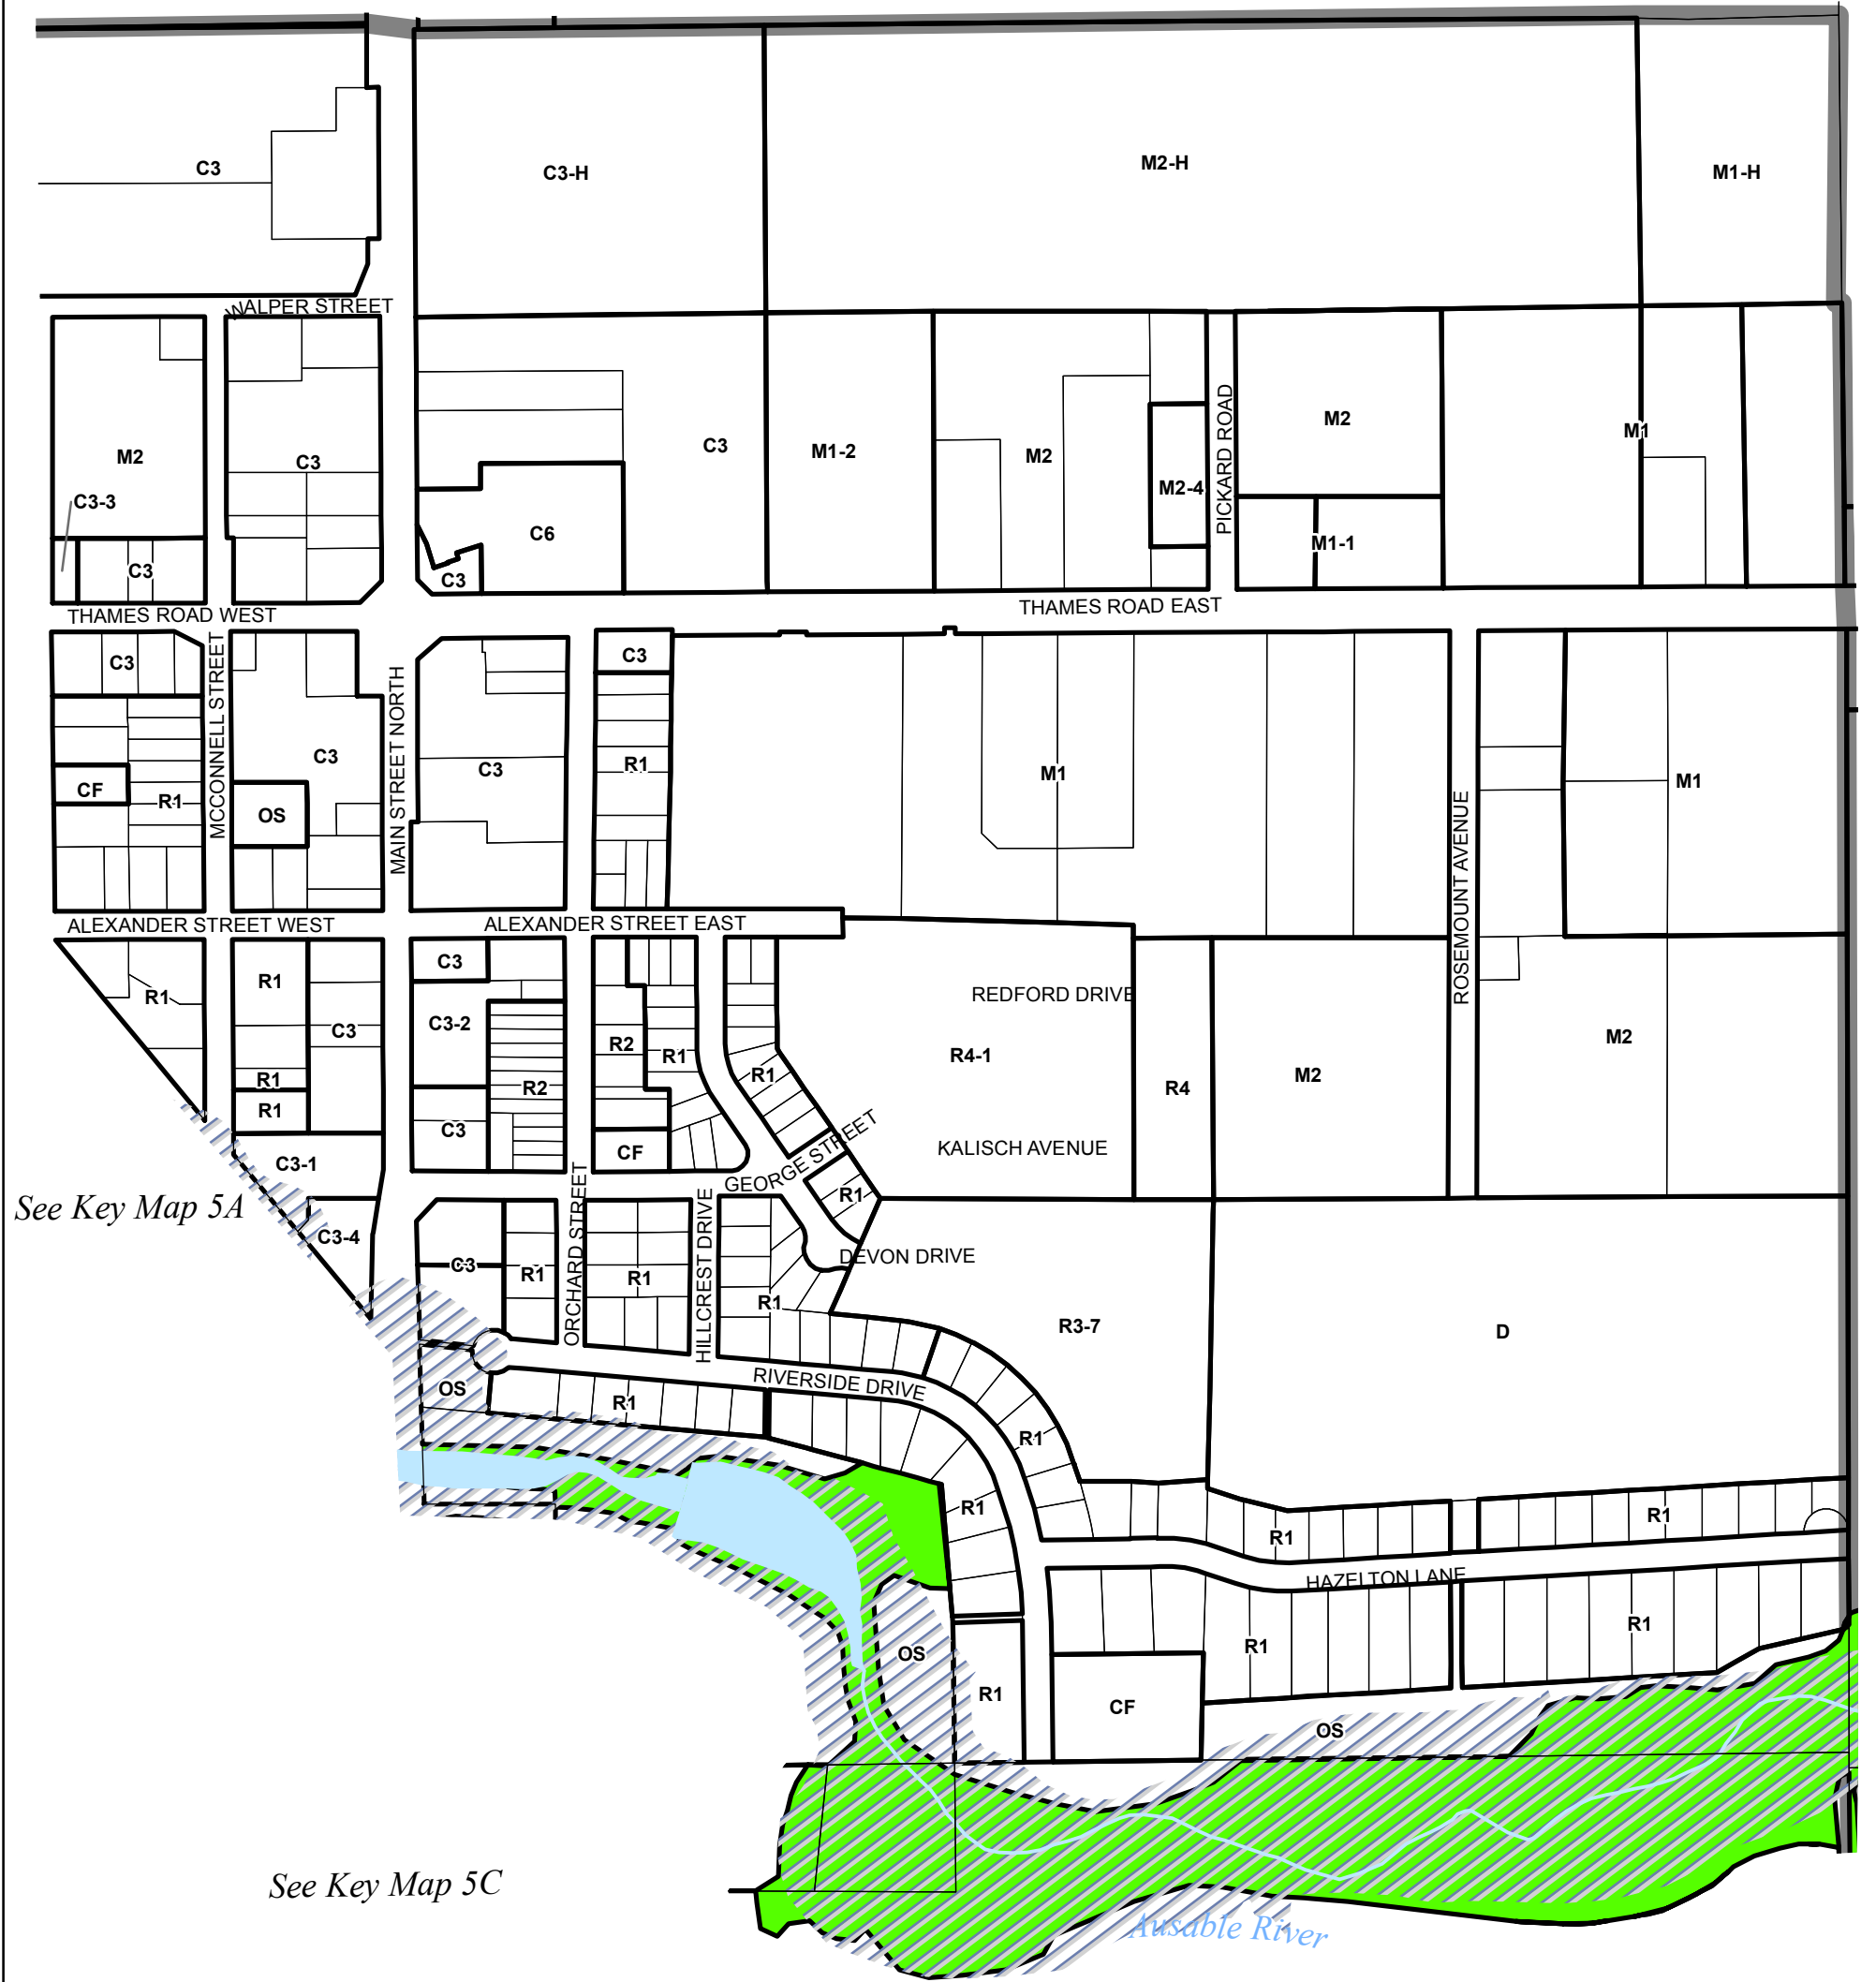 C3
C3-H
M2-H
M1-H
WALPER STREET
M2
C3
C3
M1-2
M2
M2
M1
M2-4
PICKARD ROAD
C3-3
C6
M1-1
C3
C3
THAMES ROAD WEST
THAMES ROAD EAST
C3
C3
MCCONNELL STREET
MAIN STREET NORTH
C3
C3
R1
M1
M1
CF
R1
OS
ROSEMOUNT AVENUE
ALEXANDER STREET WEST
ALEXANDER STREET EAST
R1
R1
C3
C3
REDFORD DRIVE
C3-2
R2
R1
R4-1
M2
R1
R1
R2
R1
R4
M2
R1
C3
CF
KALISCH AVENUE
GEORGE STREET
C3-1
R1
See Key Map 5A
C3-4
ORCHARD STREET
HILLCREST DRIVE
DEVON DRIVE
C3
R1
R1
R1
R3-7
D
OS
R1
RIVERSIDE DRIVE
R1
R1
R1
R1
HAZELTON LANE
OS
R1
R1
R1
CF
OS
See Key Map 5C
Ausable River